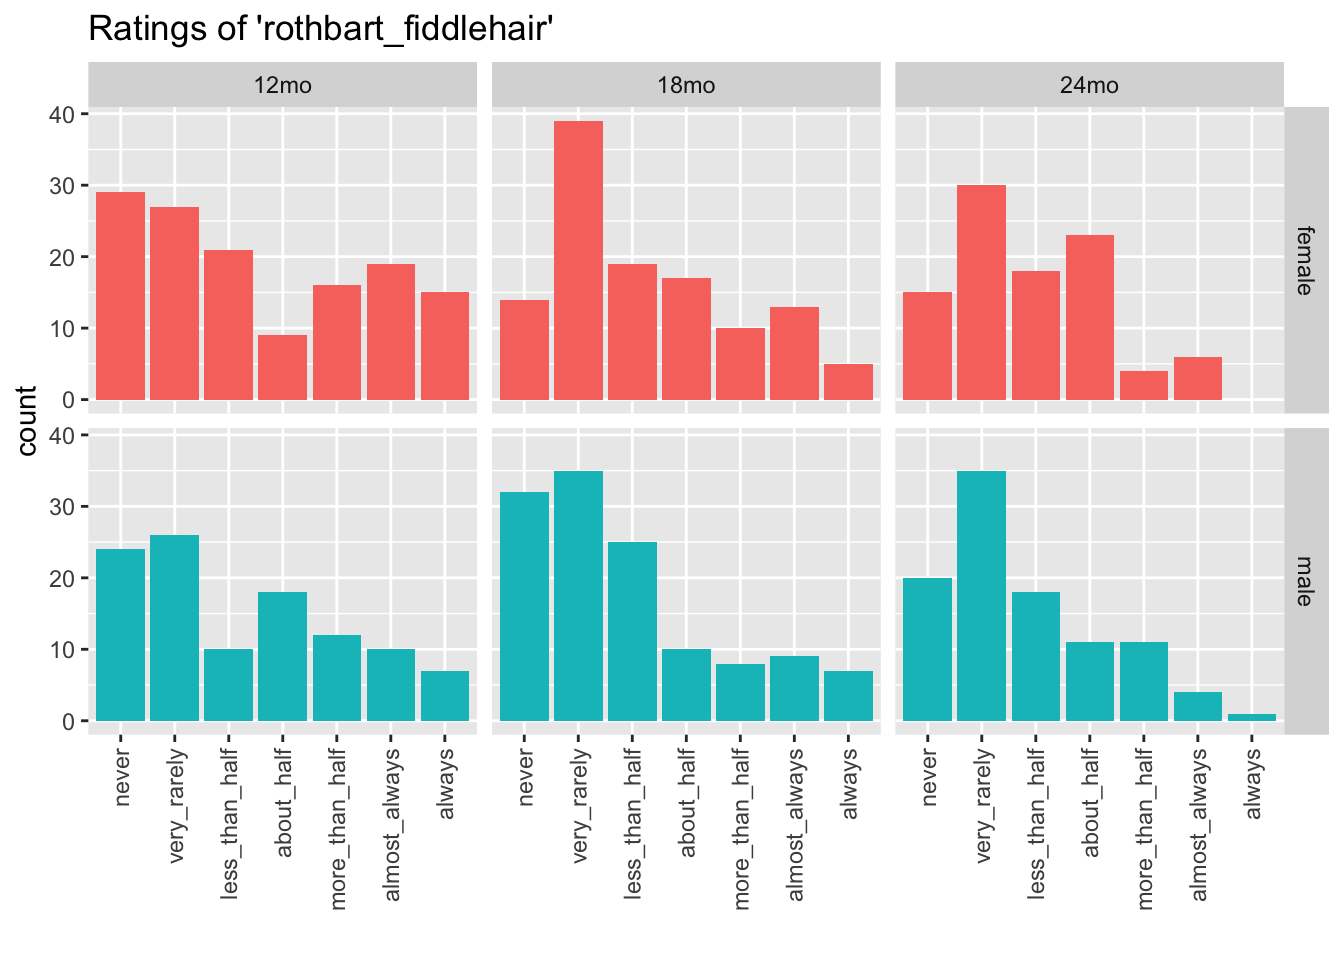 Ratings of 'rothbart_fiddlehair'
12mo 18mo 24mo
40
30
20
10
0
female
count
40
30
20
10
0
male
never very_rarely less_than_half about_half more_than_half almost_always always never very_rarely less_than_half about_half more_than_half almost_always always never very_rarely less_than_half about_half more_than_half almost_always always